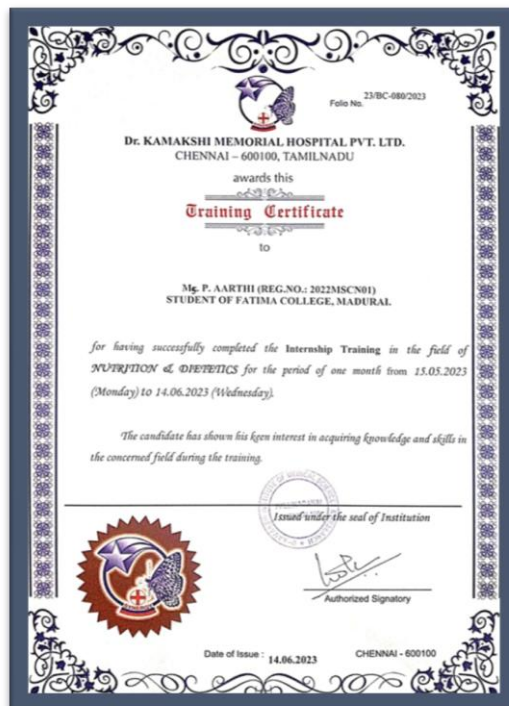 Folio No. 23/BC-080/2023
Dr. KAMAKSHI MEMORIAL HOSPITAL PVT. LTD.
CHENNAI – 600100, TAMILNADU
awards this
Training Certificate
to
Ms. P. AARTHI (REG.NO.: 2022MSCN01)
STUDENT OF FATIMA COLLEGE, MADURAI.
for having successfully completed the Internship Training in the field of
NUTRITION & DIETETICS for the period of one month from 15.05.2023
(Monday) to 14.06.2023 (Wednesday).
The candidate has shown his keen interest in acquiring knowledge and skills in
the concerned field during the training.
Issued under the seal of Institution
Authorized Signatory
Date of Issue : 14.06.2023 CHENNAI - 600100